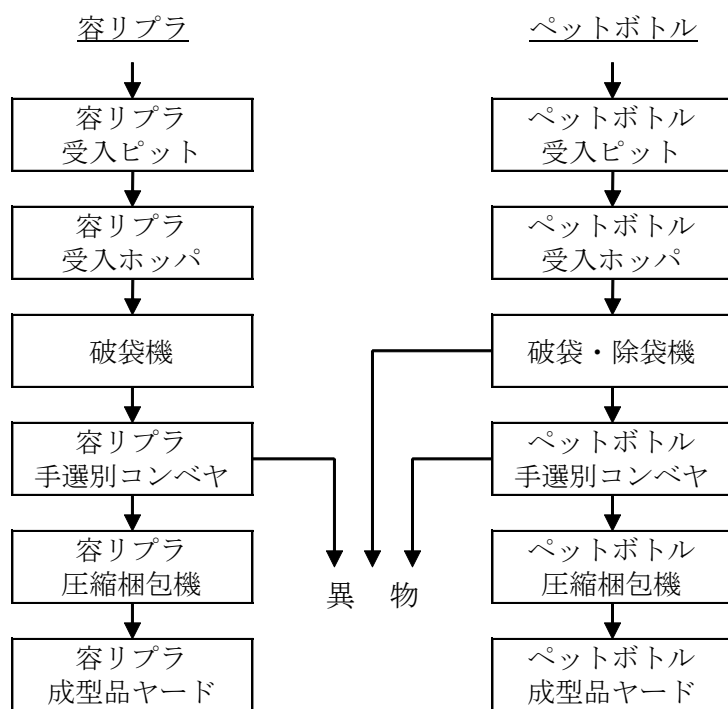 容リプラ
容リプラ
受入ピット
容リプラ
受入ホッパ
破袋機
容リプラ
手選別コンベヤ
容リプラ
圧縮梱包機
容リプラ
成型品ヤード
ペットボトル
ペットボトル
受入ピット
ペットボトル
受入ホッパ
破袋・除袋機
ペットボトル
手選別コンベヤ
ペットボトル
圧縮梱包機
ペットボトル
成型品ヤード
異 物